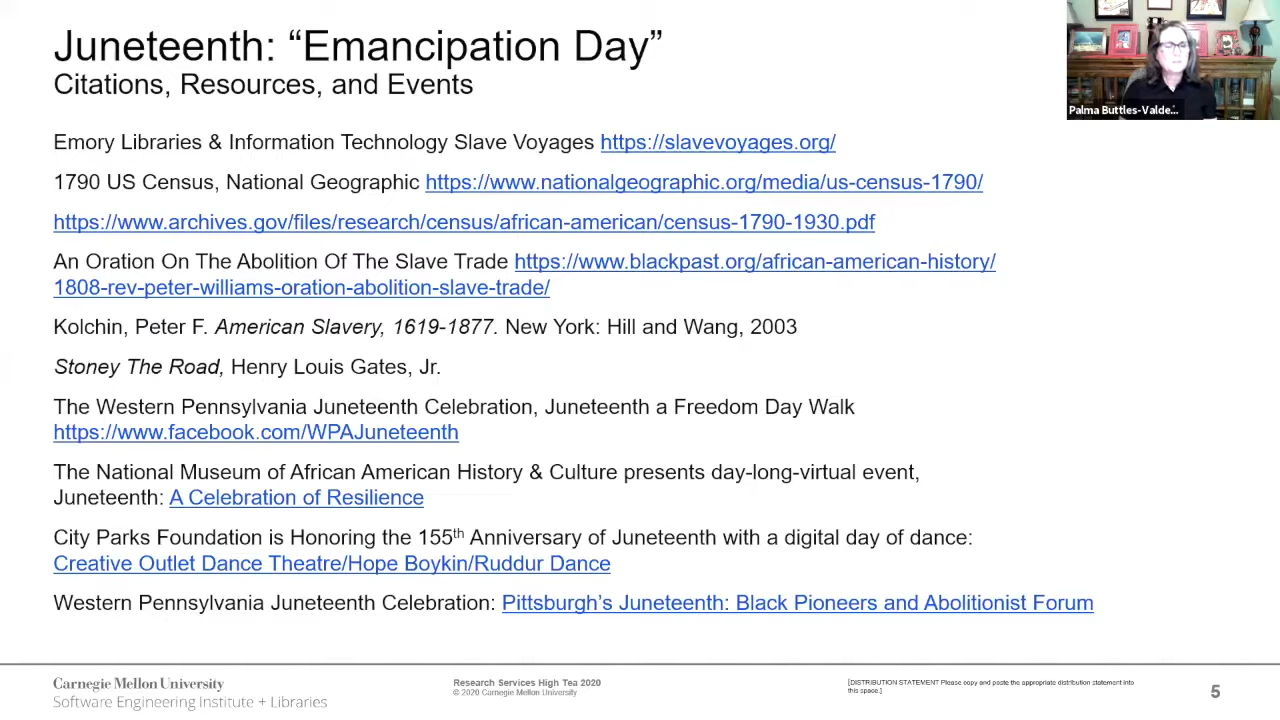 Juneteenth: “Emancipation Day”
Citations, Resources, and Events
Palma Buttles-Valde...
Emory Libraries & Information Technology Slave Voyages https://slavevoyages.org/
1790 US Census, National Geographic https://www.nationalgeographic.org/media/us-census-1790/
https://www.archives.gov/files/research/census/african-american/census-1790-1930.pdf
An Oration On The Abolition Of The Slave Trade https://www.blackpast.org/african-american-history/
1808-rev-peter-williams-oration-abolition-slave-trade/
Kolchin, Peter F. American Slavery, 1619-1877. New York: Hill and Wang, 2003
Stoney The Road, Henry Louis Gates, Jr.
The Western Pennsylvania Juneteenth Celebration, Juneteenth a Freedom Day Walk
https://www.facebook.com/WPAJuneteenth
The National Museum of African American History & Culture presents day-long-virtual event,
Juneteenth: A Celebration of Resilience
City Parks Foundation is Honoring the 155th Anniversary of Juneteenth with a digital day of dance:
Creative Outlet Dance Theatre/Hope Boykin/Ruddur Dance
Western Pennsylvania Juneteenth Celebration: Pittsburgh’s Juneteenth: Black Pioneers and Abolitionist Forum
Carnegie Mellon University
Software Engineering Institute + Libraries
Research Services High Tea 2020
© 2020 Carnegie Mellon University
[DISTRIBUTION STATEMENT Please copy and paste the appropriate distribution statement into
this space.]
5